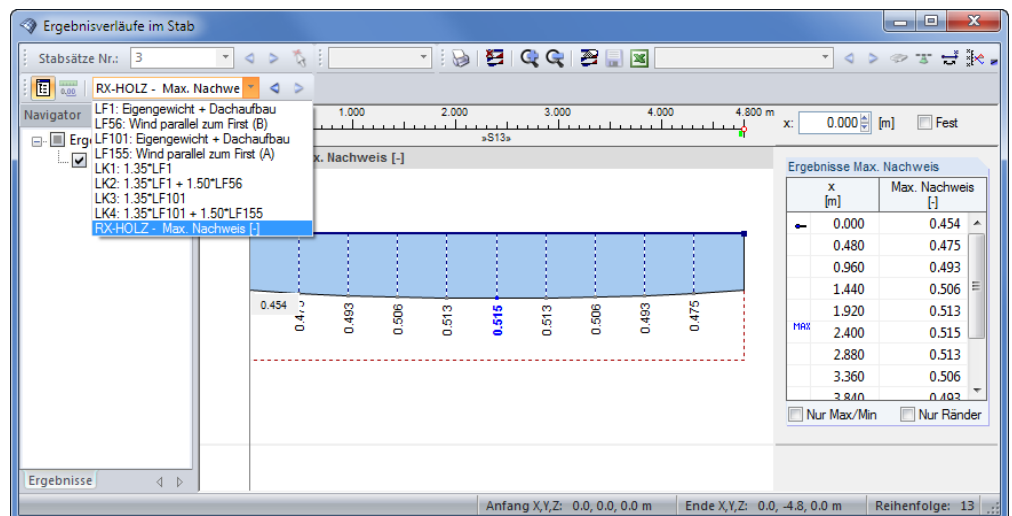 Ergebnisverläufe im Stab
Stabsätze Nr.: 3
RX-HOLZ - Max. Nachwe
LF1: Eigengewicht + Dachaufbau
LF56: Wind parallel zum First (B)
LF101: Eigengewicht + Dachaufbau
LF155: Wind parallel zum First (A)
LK1: 1.35*LF1
LK2: 1.35*LF1 + 1.50*LF56
LK3: 1.35*LF101
LK4: 1.35*LF101 + 1.50*LF155
RX-HOLZ - Max. Nachweis [-]
Navigator
Erg
1.000 2.000 3.000 4.000 4.800 m
»S13»
x. Nachweis [-]
0.454
0.493
0.506
0.513
0.515
0.513
0.506
0.493
0.475
x: 0.000 [m] Fest
Ergebnisse Max. Nachweis
x [m] Max. Nachweis [-]
0.000 0.454
0.480 0.475
0.960 0.493
1.440 0.506
1.920 0.513
MAX 2.400 0.515
2.880 0.513
3.360 0.506
3.840 0.493
Nur Max/Min Nur Ränder
Ergebnisse
Anfang X,Y,Z: 0.0, 0.0, 0.0 m Ende X,Y,Z: 0.0, -4.8, 0.0 m Reihenfolge: 13